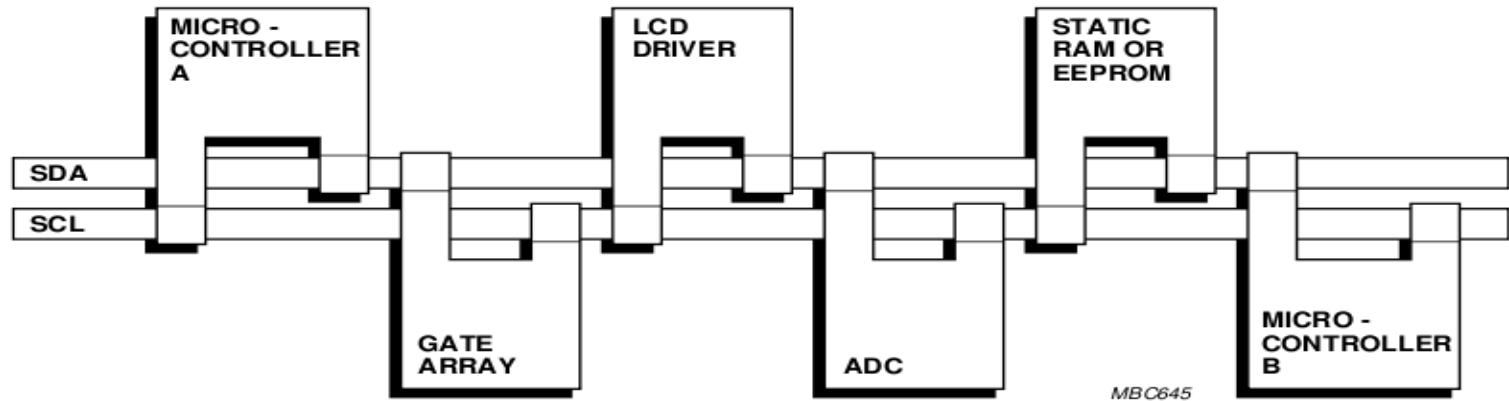 MICRO -
CONTROLLER
A
LCD
DRIVER
STATIC
RAM OR
EEPROM
SDA
SCL
GATE
ARRAY
ADC
MICRO -
CONTROLLER
B
MBC645